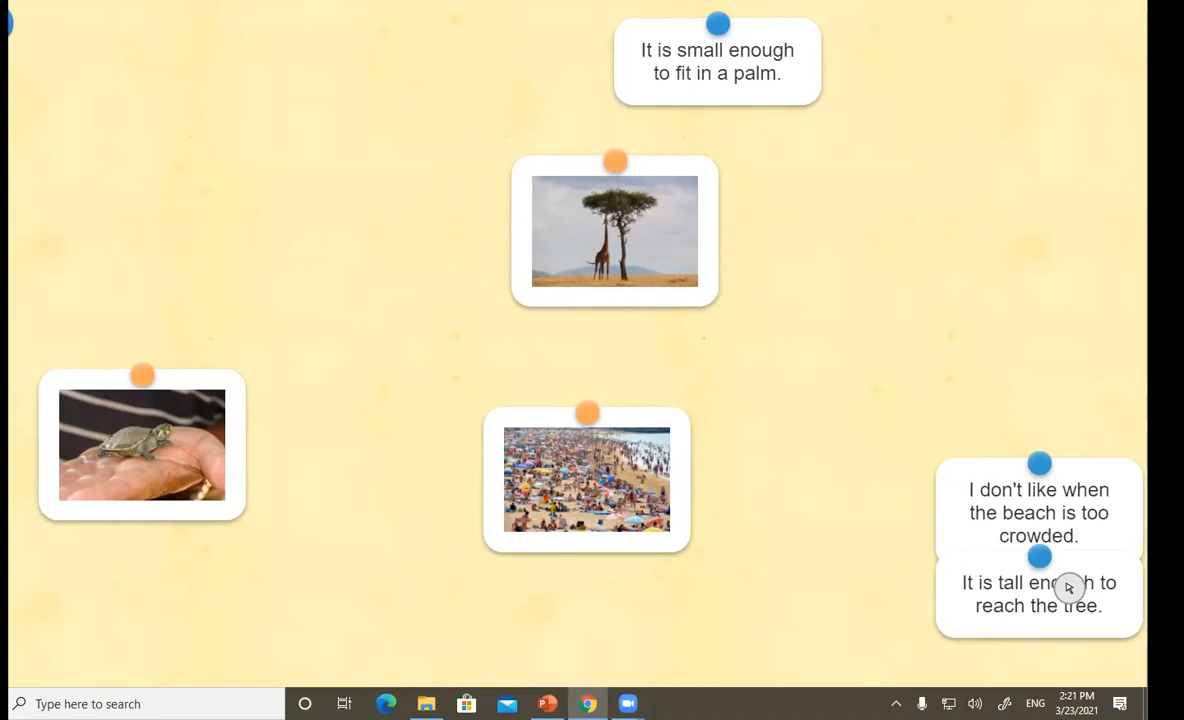 It is small enough
to fit in a palm.
I don't like when
the beach is too
crowded.
It is tall enough to
reach the tree.
Type here to search
ENG
2:21 PM
3/23/2021